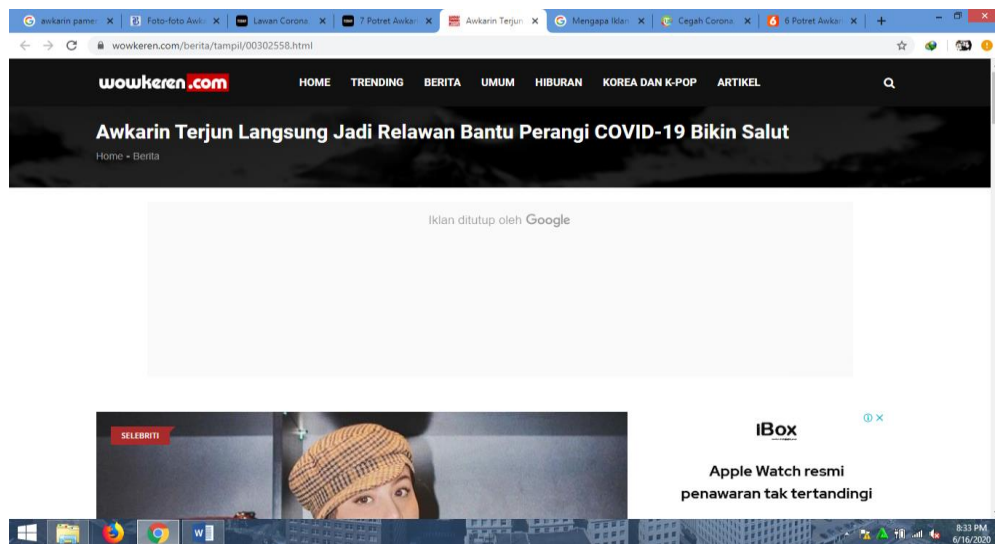 awkarin pame
Foto-foto Awk
Lawan Corona
7 Potret Awkar
Awkarin Terjun
Mengapa Iklan
Cegah Corona
6 Potret Awkar
wowkeren.com/berita/tampil/00302558.html
wowkeren.com
HOME TRENDING BERITA UMUM HIBURAN KOREA DAN K-POP ARTIKEL
Awkarin Terjun Langsung Jadi Relawan Bantu Perangi COVID-19 Bikin Salut
Home - Berita
Iklan ditutup oleh Google
SELEBRITI
iBox
Apple Watch resmi
penawaran tak tertandingi
8:33 PM
6/16/2020